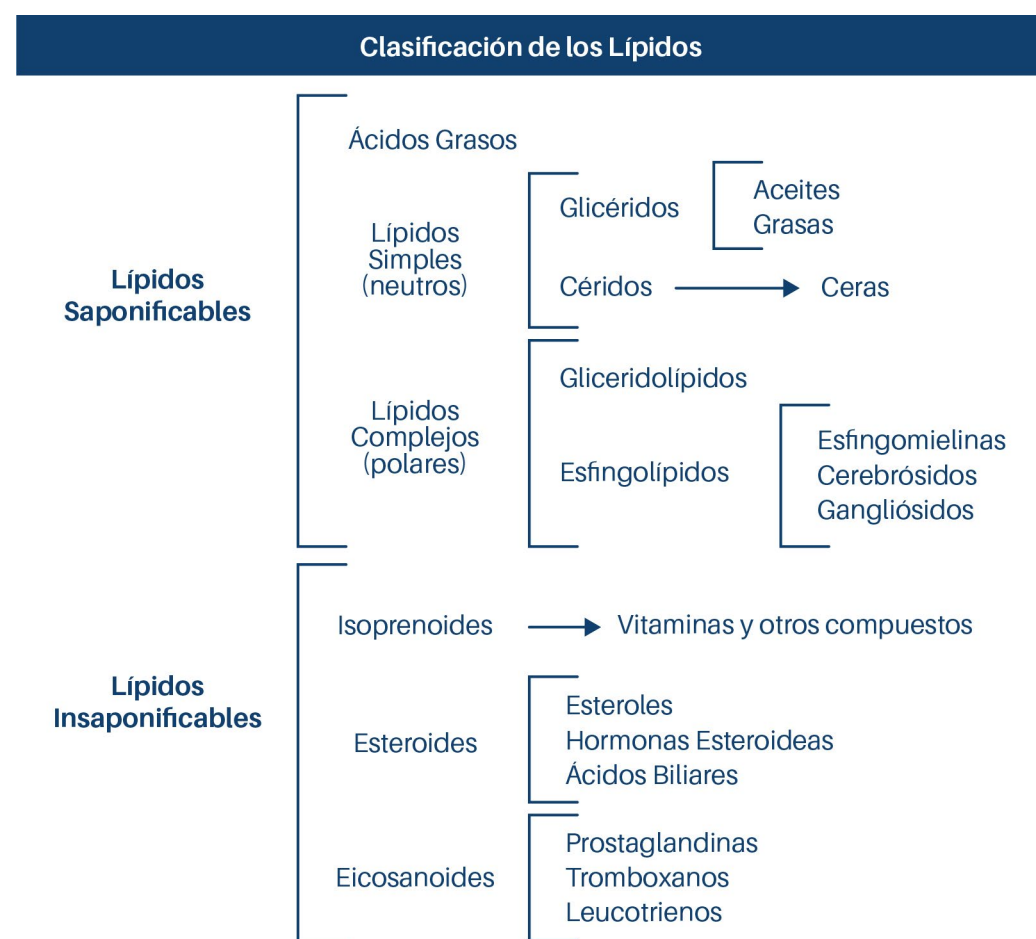 Clasificación de los Lípidos
Lípidos
Saponificables
Ácidos Grasos
Lípidos
Simples
(neutros)
Glicéridos
Aceites
Grasas
Céridos
Ceras
Lípidos
Complejos
(polares)
Gliceridolípidos
Esfingolípidos
Esfingomielinas
Cerebrósidos
Gangliósidos
Lípidos
Insaponificables
Isoprenoides
Vitaminas y otros compuestos
Esteroides
Esteroles
Hormonas Esteroideas
Ácidos Biliares
Eicosanoides
Prostaglandinas
Tromboxanos
Leucotrienos